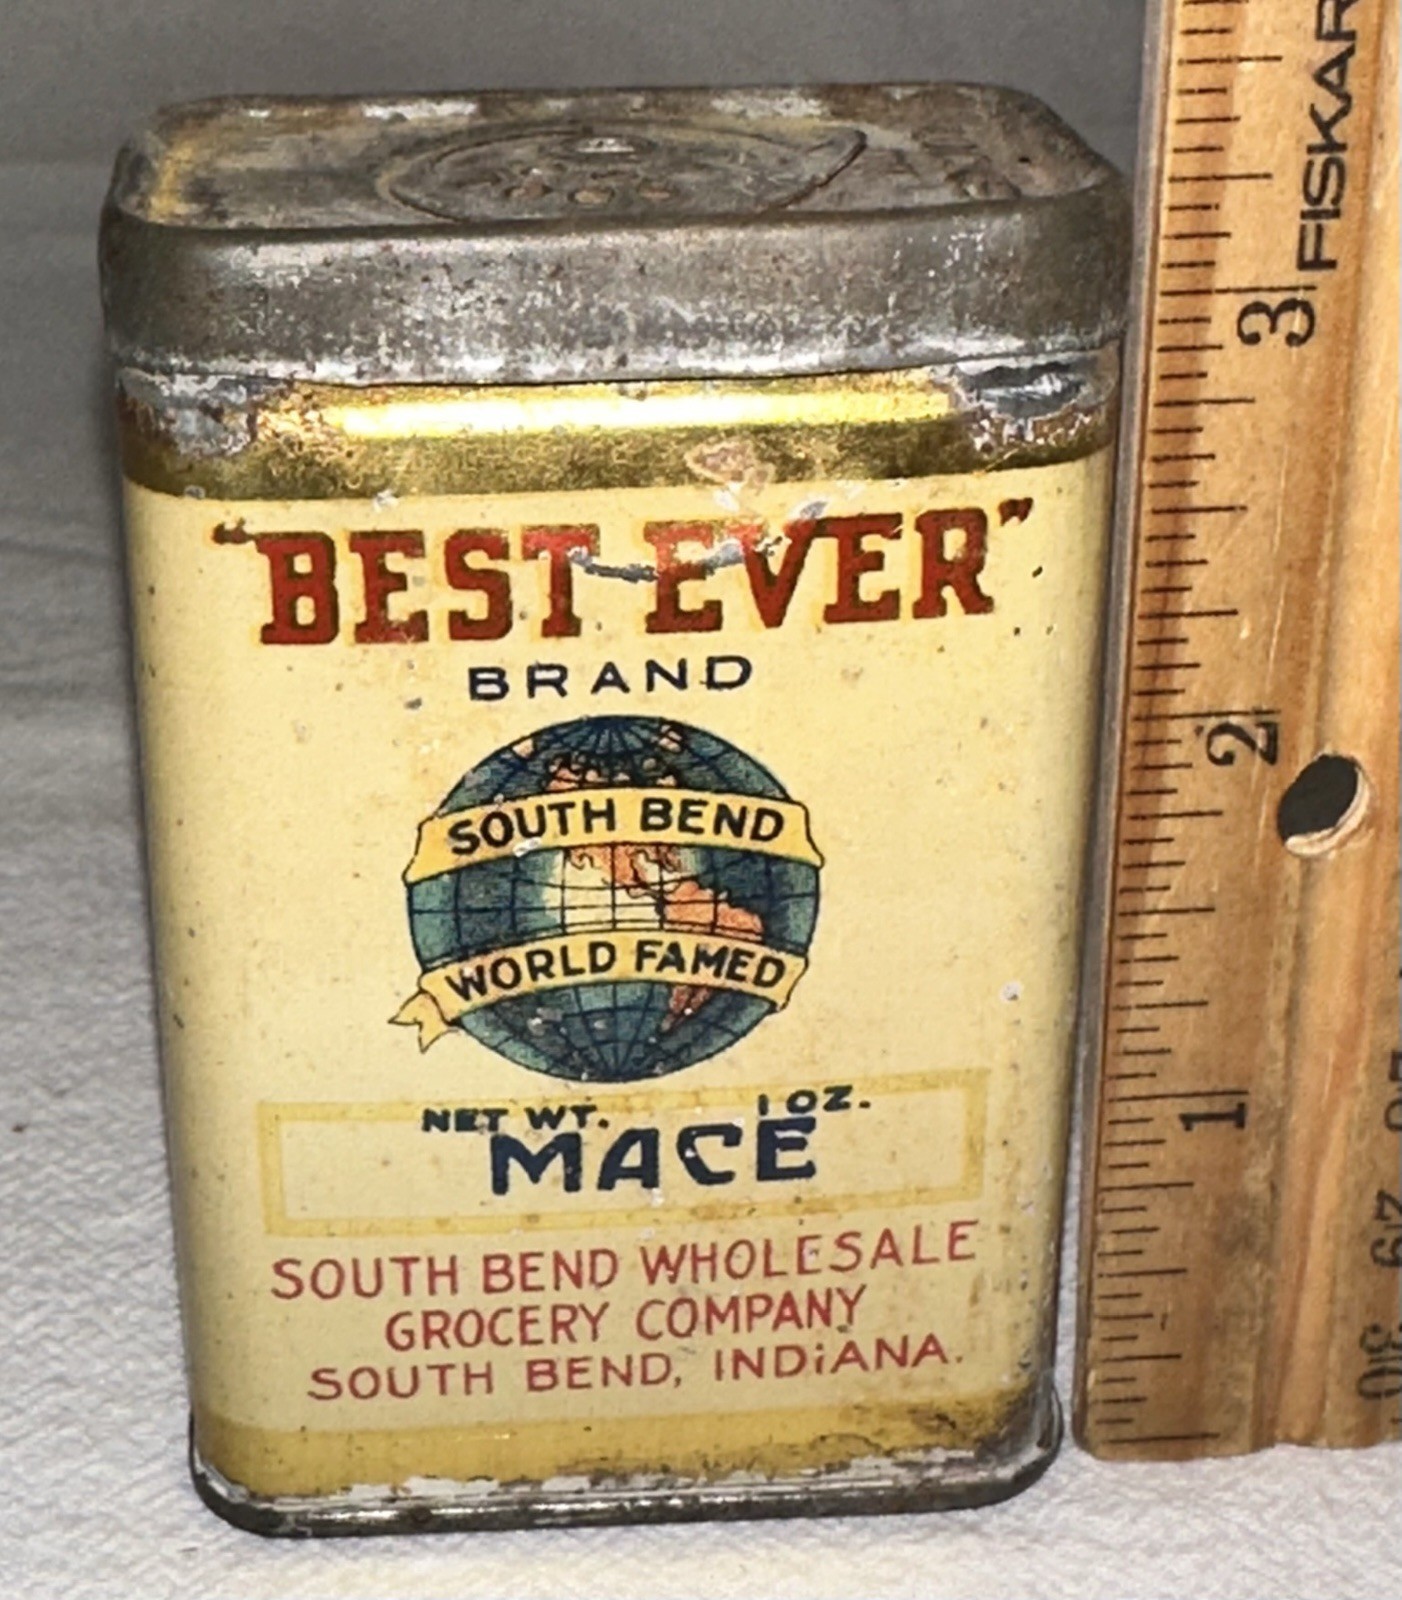 "BEST EVER"
BRAND
SOUTH BEND
WORLD FAMED
NET WT. 1 OZ.
MACE
SOUTH BEND WHOLESALE
GROCERY COMPANY
SOUTH BEND, INDiANA.
FISKAR
3
2
1